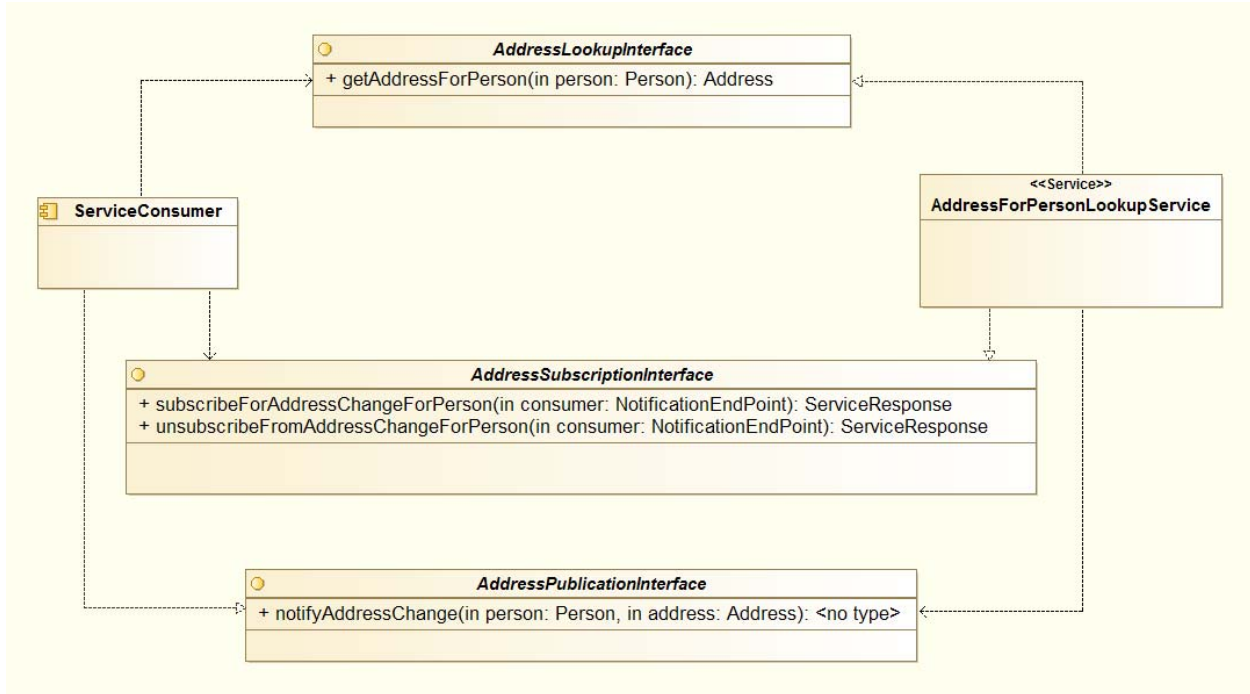 AddressLookupInterface
+ getAddressForPerson(in person: Person): Address
<<Service>>
AddressForPersonLookupService
ServiceConsumer
AddressSubscriptionInterface
+ subscribeForAddressChangeForPerson(in consumer: NotificationEndPoint): ServiceResponse
+ unsubscribeFromAddressChangeForPerson(in consumer: NotificationEndPoint): ServiceResponse
AddressPublicationInterface
+ notifyAddressChange(in person: Person, in address: Address): <no type>